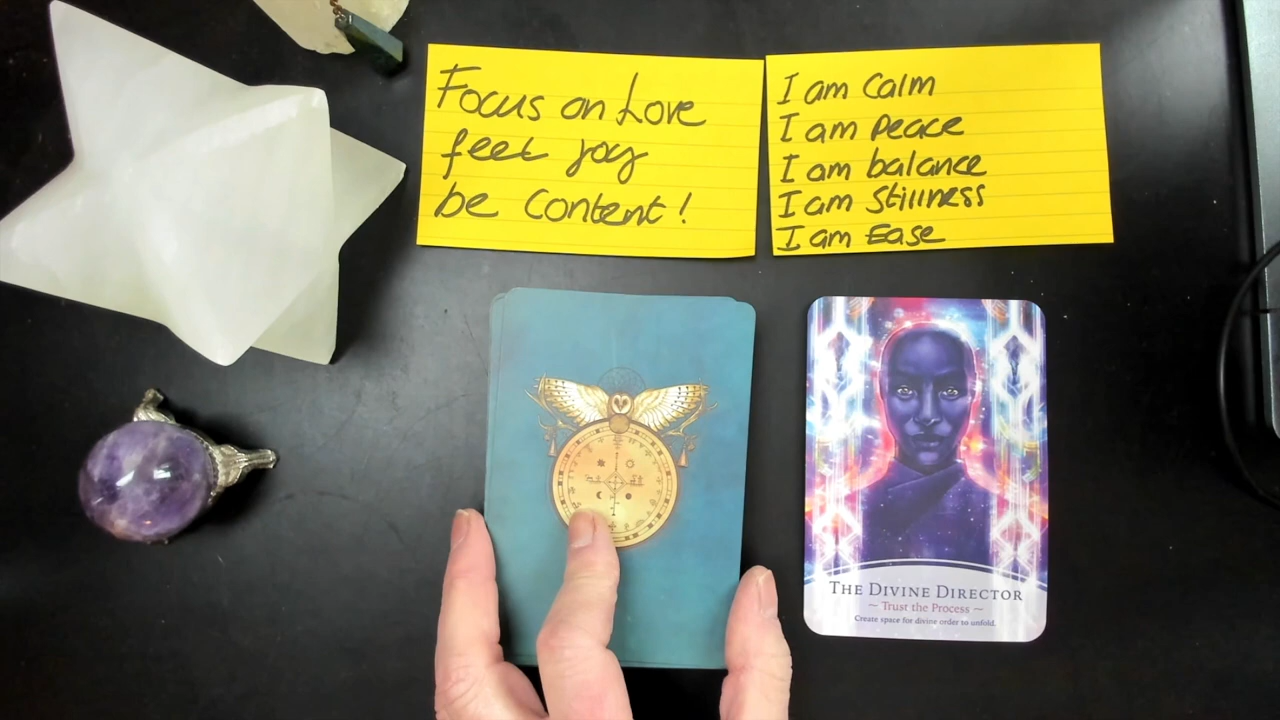 Focus on Love
feel joy
be Content!
I am Calm
I am peace
I am balance
I am Stillness
I am Ease
THE DIVINE DIRECTOR
~ Trust the Process ~
Create space for divine order to unfold.